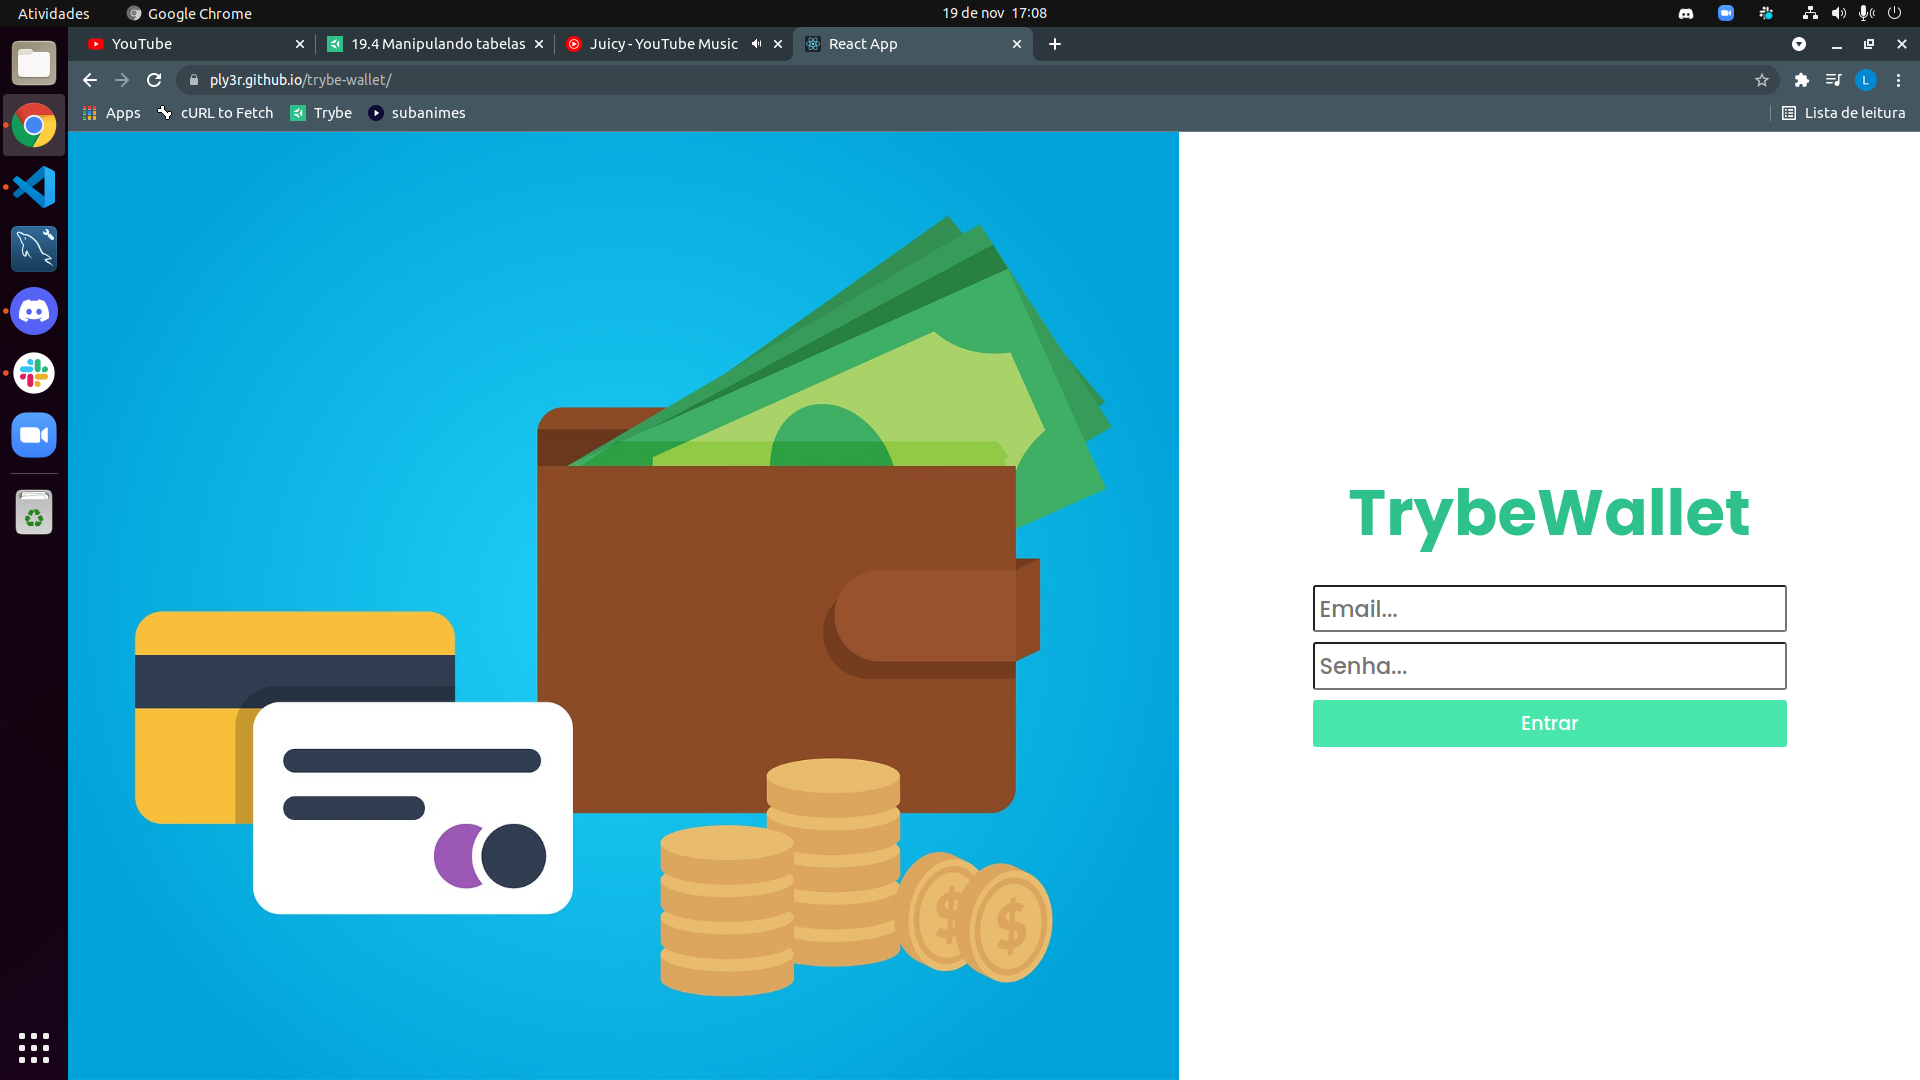 Atividades
Google Chrome
19 de nov 17:08
YouTube
19.4 Manipulando tabelas
Juicy - YouTube Music
React App
ply3r.github.io/trybe-wallet/
L
Apps
cURL to Fetch
Trybe
subanimes
Lista de leitura
TrybeWallet
Email...
Senha...
Entrar
$
$